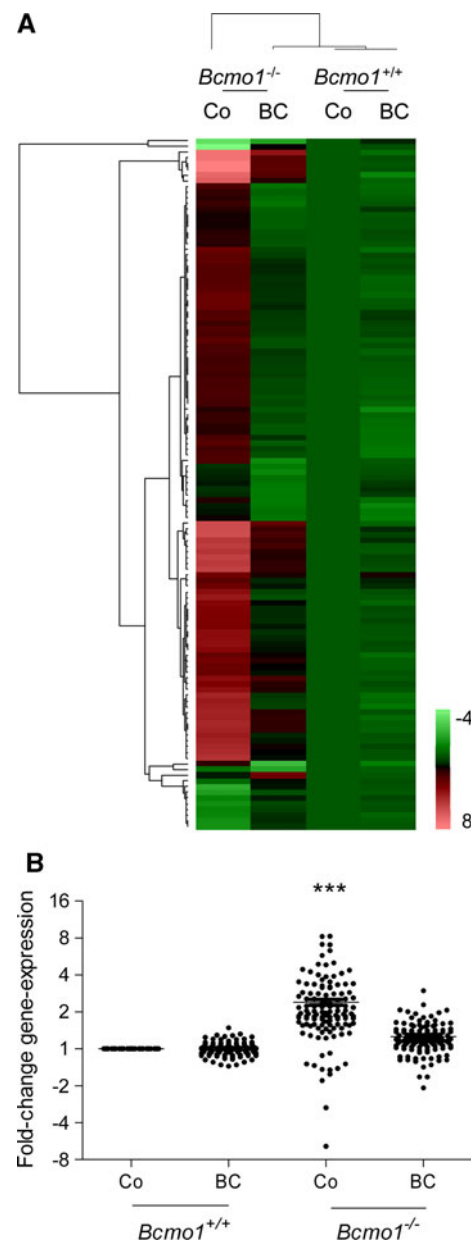 A
Bcmo1-/- Bcmo1+/+
Co BC Co BC
-4
8
B
***
Fold-change gene-expression
16
8
4
2
1
-2
-4
-8
Co BC Co BC
Bcmo1+/+ Bcmo1-/-